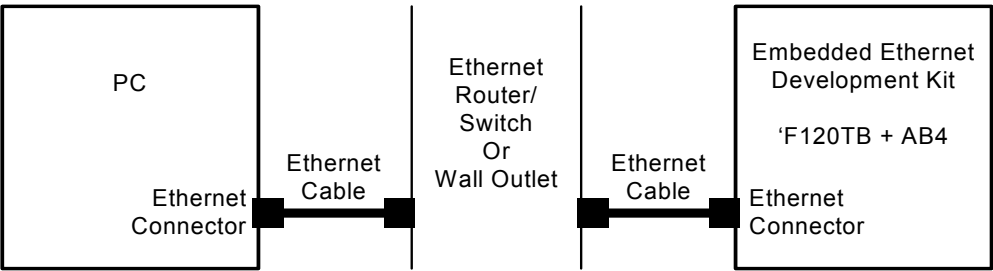 PC
Ethernet
Connector
Ethernet
Cable
Ethernet
Router/
Switch
Or
Wall Outlet
Ethernet
Cable
Embedded Ethernet
Development Kit
‘F120TB + AB4
Ethernet
Connector